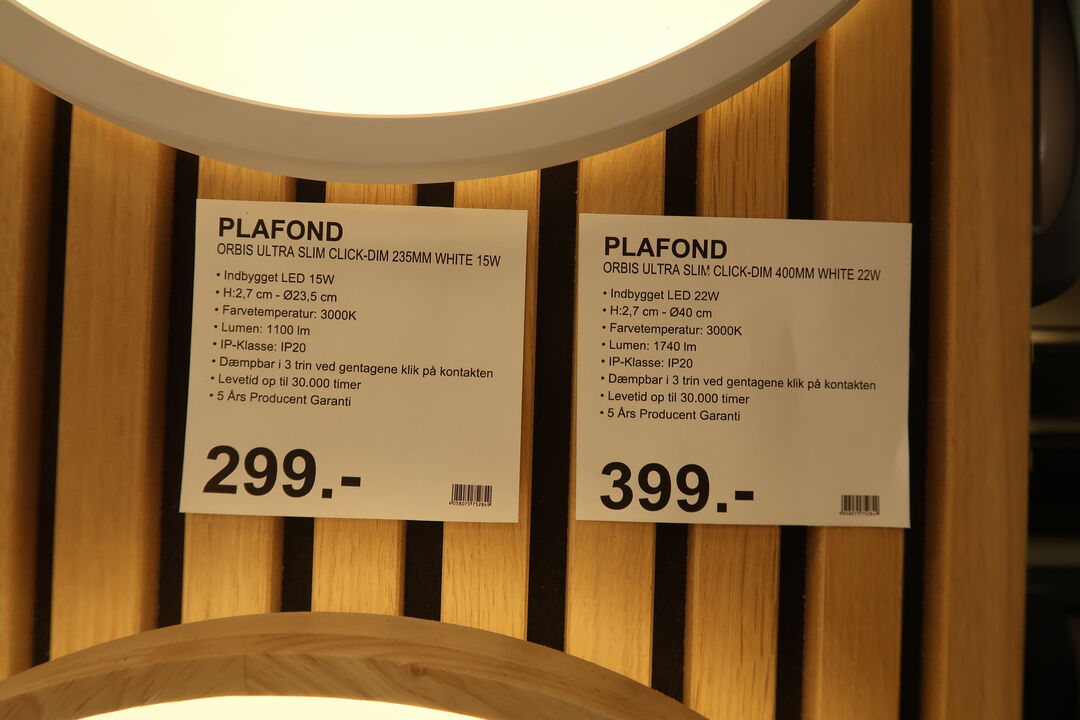 PLAFOND
ORBIS ULTRA SLIM CLICK-DIM 235MM WHITE 15W
• Indbygget LED 15W
• H:2,7 cm - Ø23,5 cm
• Farvetemperatur: 3000K
• Lumen: 1100 lm
• IP-Klasse: IP20
• Dæmpbar i 3 trin ved gentagene klik på kontakten
• Levetid op til 30.000 timer
• 5 Års Producent Garanti
299.-
PLAFOND
ORBIS ULTRA SLIM CLICK-DIM 400MM WHITE 22W
• Indbygget LED 22W
• H:2,7 cm - Ø40 cm
• Farvetemperatur: 3000K
• Lumen: 1740 lm
• IP-Klasse: IP20
• Dæmpbar i 3 trin ved gentagene klik på kontakten
• Levetid op til 30.000 timer
• 5 Års Producent Garanti
399.-